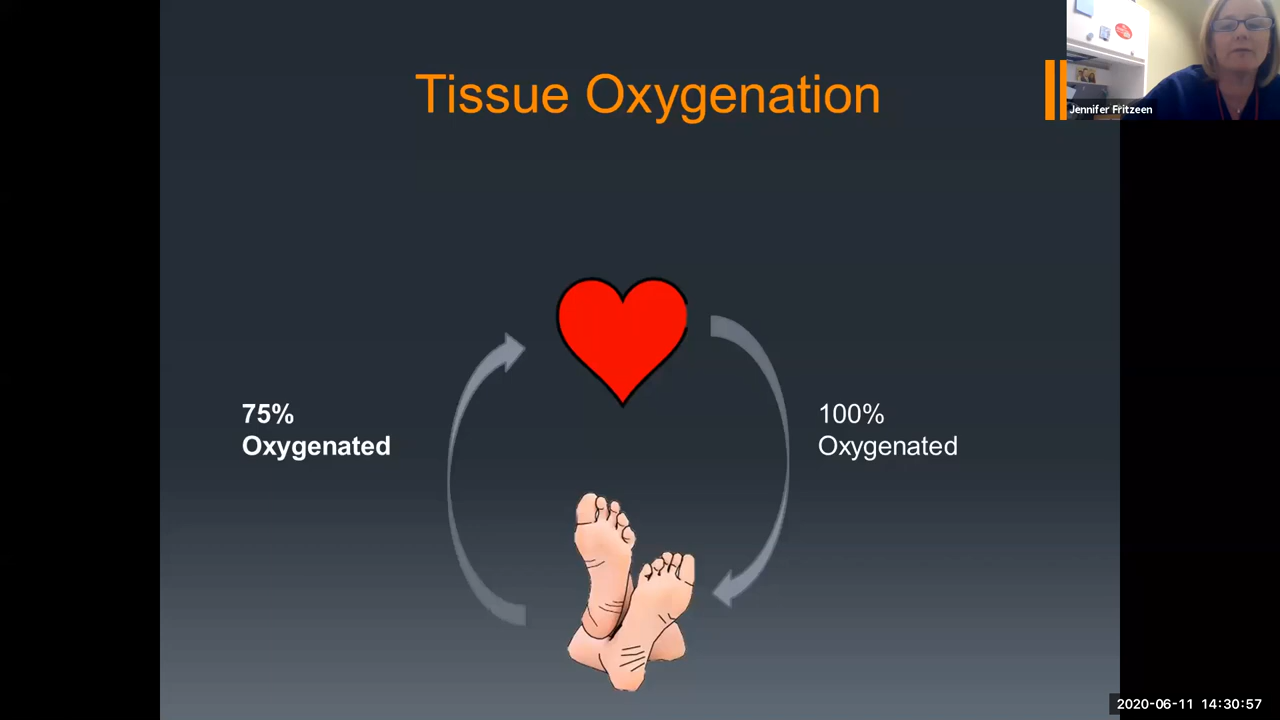 Tissue Oxygenation
Jennifer Fritzeen
75%
Oxygenated
100%
Oxygenated
2020-06-11 14:30:57